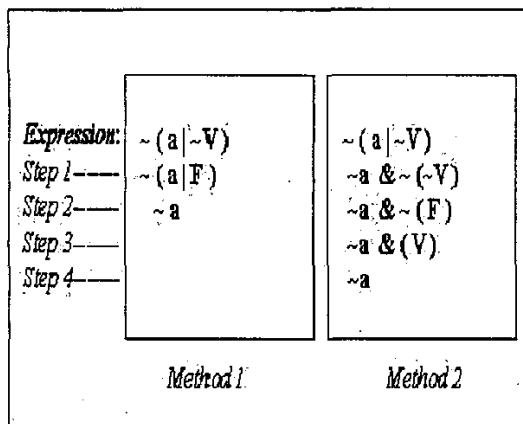 Expression: ~(a|~V) ~(a|~V)
Step 1------ ~(a|F) ~a &~(~V)
Step 2------ ~a ~a &~(F)
Step 3------ ~a &(V)
Step 4------ ~a
Method 1 Method 2